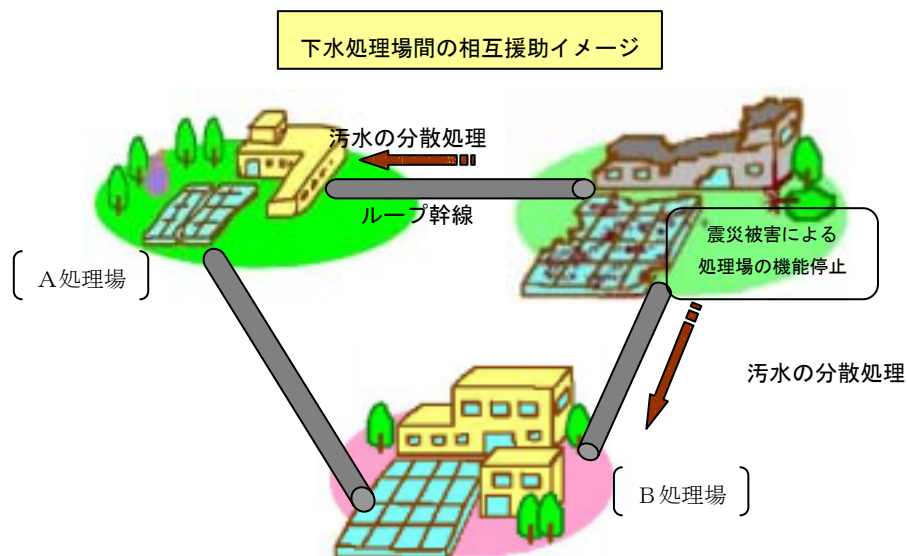 下水処理場間の相互援助イメージ
汚水の分散処理
ループ幹線
震災被害による
処理場の機能停止
A処理場
汚水の分散処理
B処理場